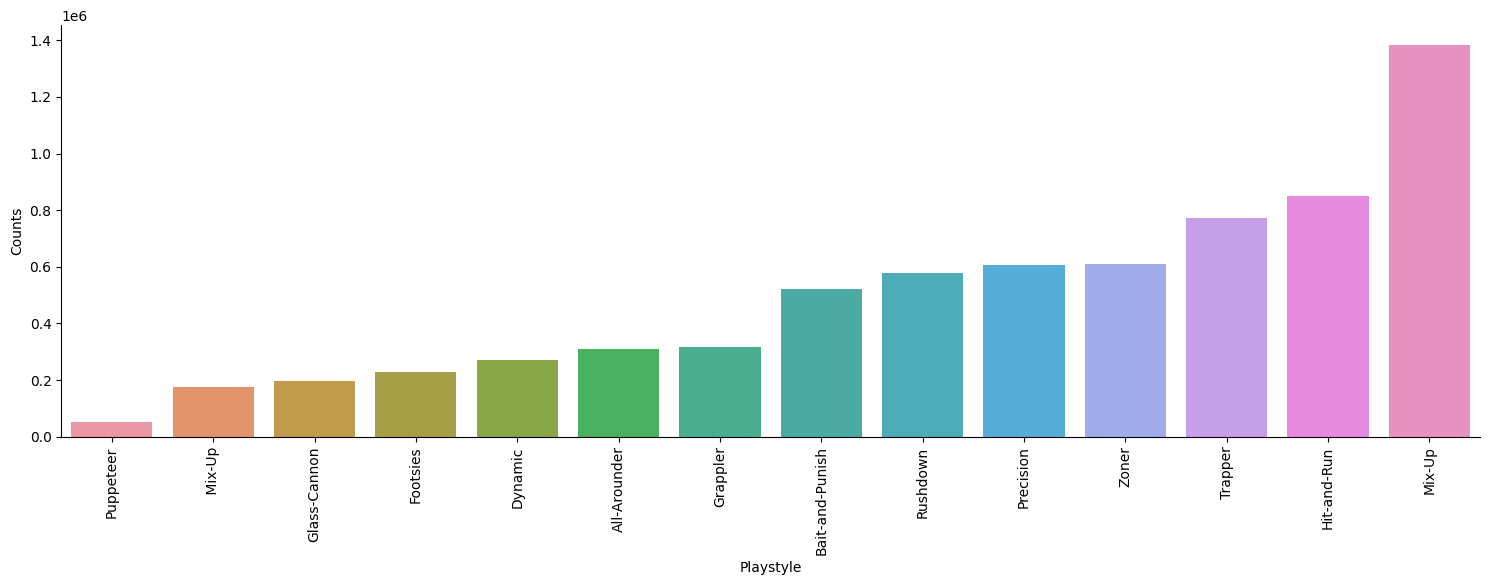 1e6
1.4
1.2
1.0
0.8
0.6
0.4
0.2
0.0
Counts
Puppeteer
Mix-Up
Glass-Cannon
Footsies
Dynamic
All-Arounder
Grappler
Bait-and-Punish
Rushdown
Precision
Zoner
Trapper
Hit-and-Run
Mix-Up
Playstyle